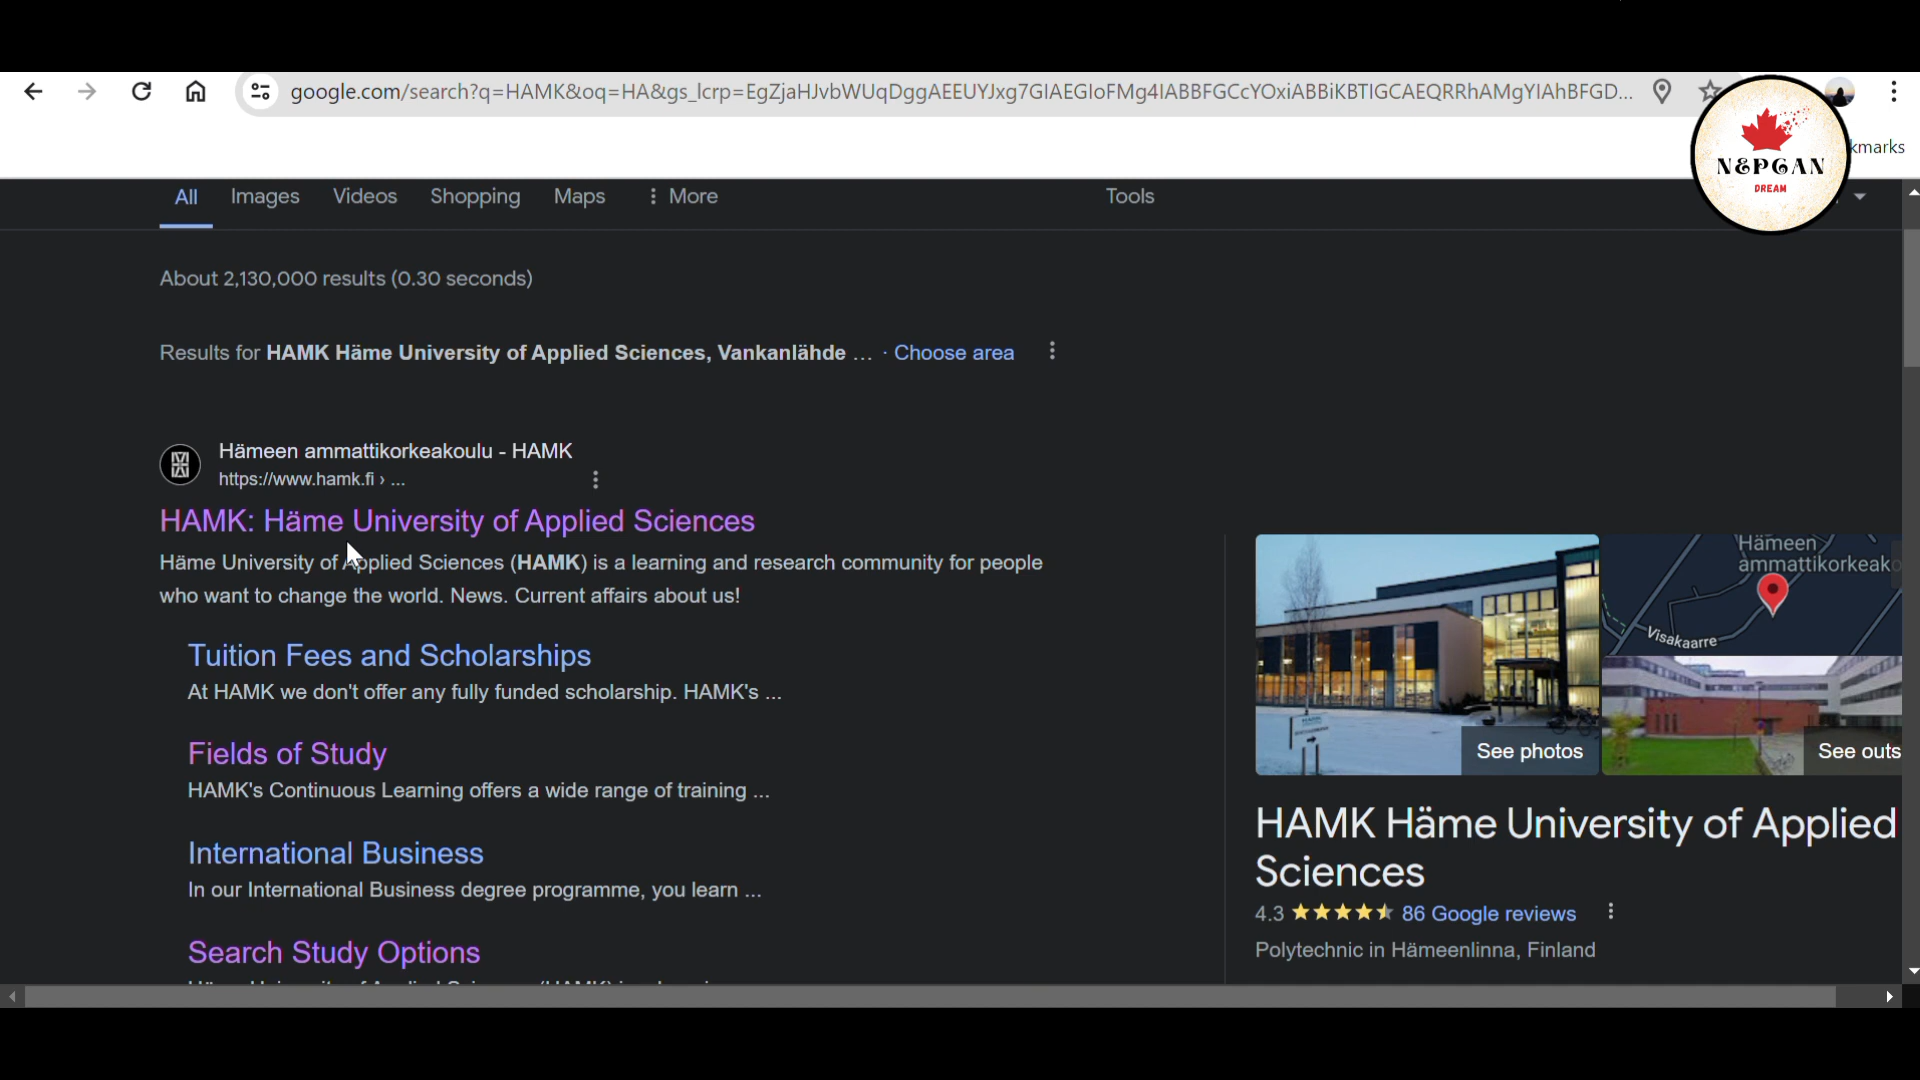 google.com/search?q=HAMK&oq=HA&gs_lcrp=EgZjaHJvbWUqDggAEEUYJxg7GIAEGIoFMg4IABBFGCcYOxiABBiKBTIGCAEQRRhAMgYIAhBFGD...
kmarks
N&PCAN
DREAM
All Images Videos Shopping Maps More Tools
About 2,130,000 results (0.30 seconds)
Results for HAMK Häme University of Applied Sciences, Vankanlähde ... · Choose area
Hämeen ammattikorkeakoulu - HAMK
https://www.hamk.fi › ...
HAMK: Häme University of Applied Sciences
Häme University of Applied Sciences (HAMK) is a learning and research community for people
who want to change the world. News. Current affairs about us!
Tuition Fees and Scholarships
At HAMK we don't offer any fully funded scholarship. HAMK's ...
Fields of Study
HAMK's Continuous Learning offers a wide range of training ...
International Business
In our International Business degree programme, you learn ...
Search Study Options
Hämeen
ammattikorkeako
Visakaarre
See photos
See outs
HAMK Häme University of Applied
Sciences
4.3 86 Google reviews
Polytechnic in Hämeenlinna, Finland